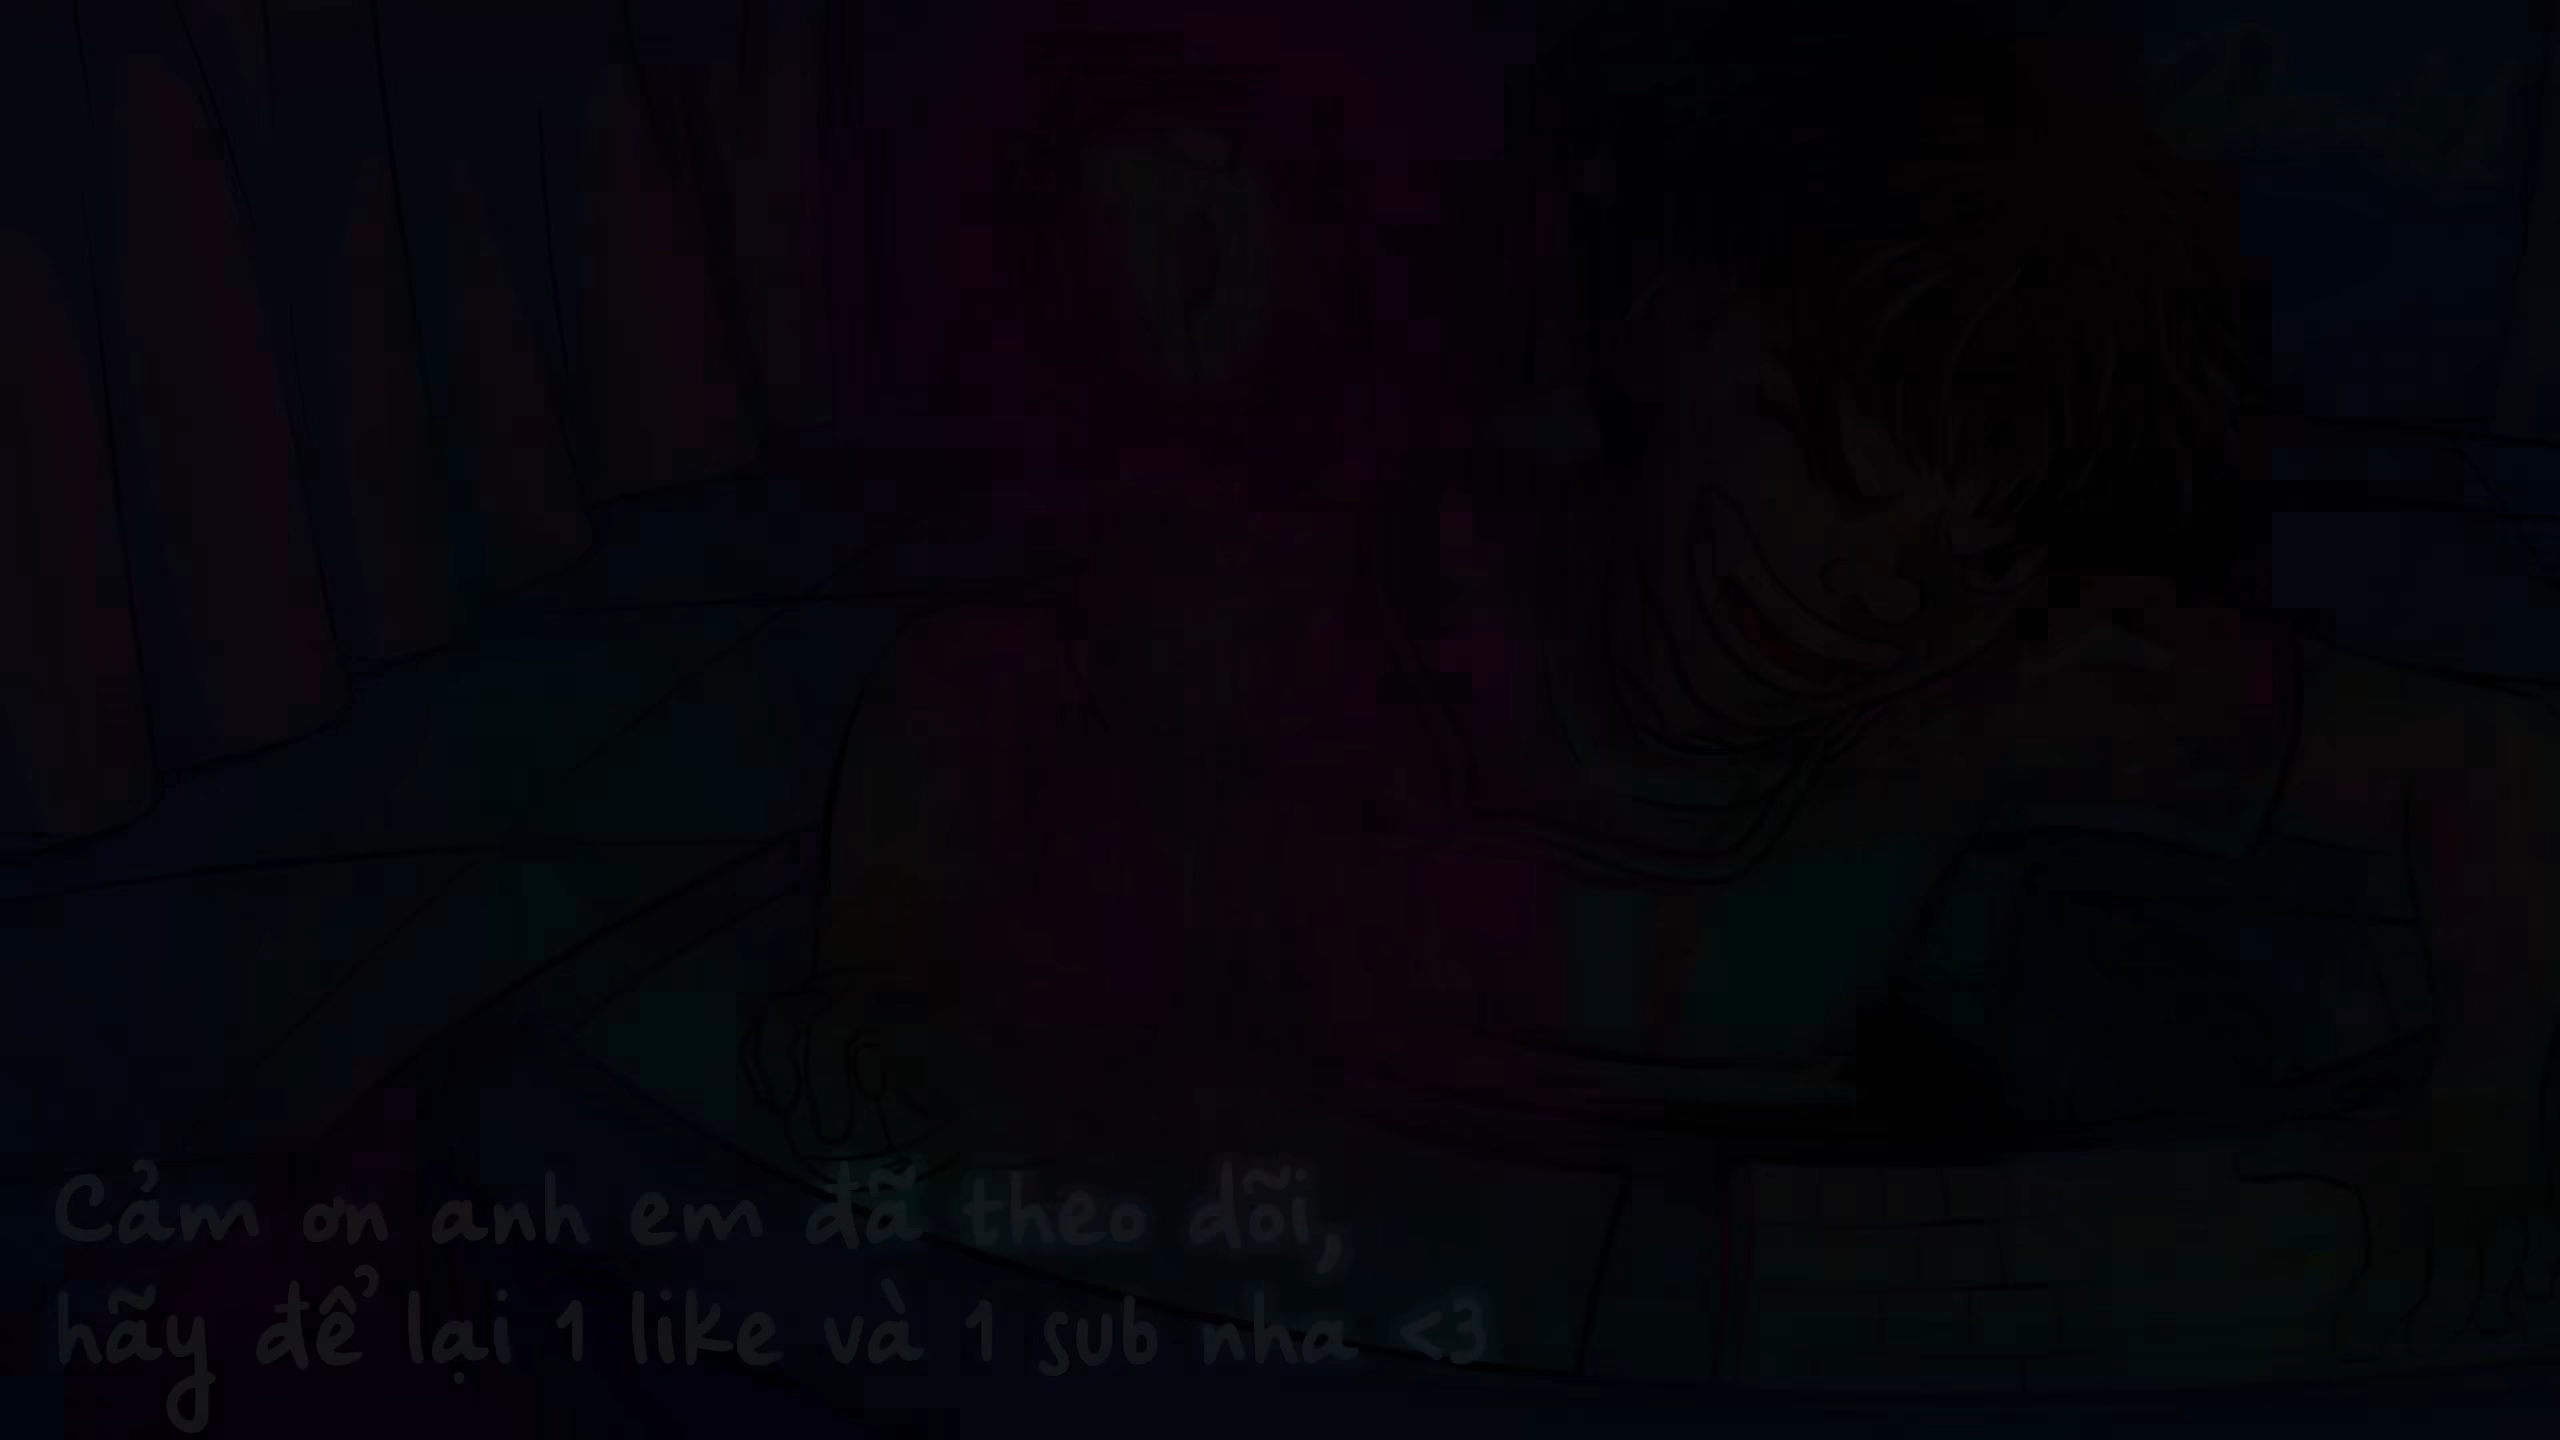 Cảm ơn anh em đã theo dõi,
hãy để lại 1 like và 1 sub nha <3